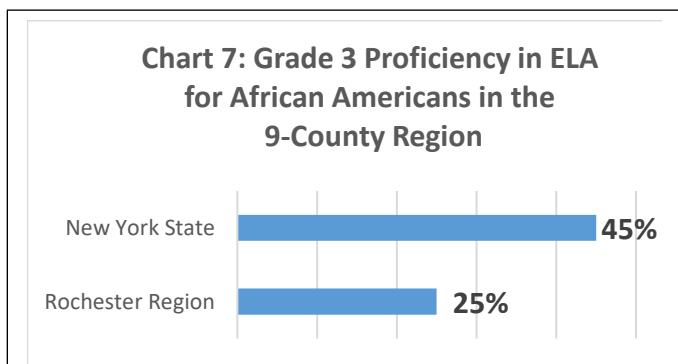 Chart 7: Grade 3 Proficiency in ELA
for African Americans in the
9-County Region
New York State
45%
Rochester Region
25%